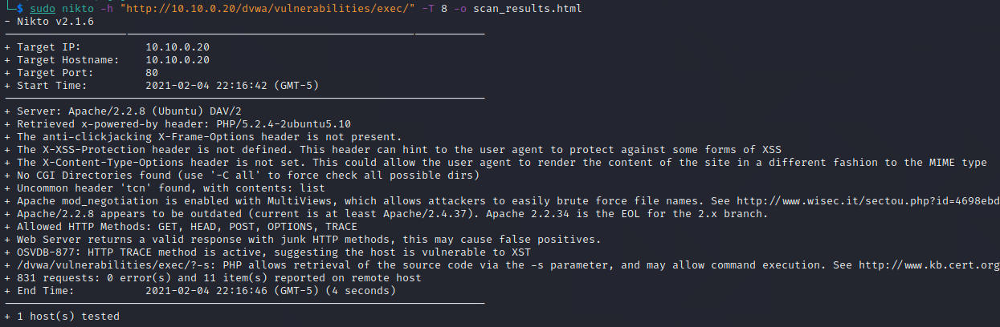 └─$ sudo nikto -h "http://10.10.0.20/dvwa/vulnerabilities/exec/" -T 8 -o scan_results.html
- Nikto v2.1.6
+ Target IP:          10.10.0.20
+ Target Hostname:    10.10.0.20
+ Target Port:        80
+ Start Time:         2021-02-04 22:16:42 (GMT-5)
+ Server: Apache/2.2.8 (Ubuntu) DAV/2
+ Retrieved x-powered-by header: PHP/5.2.4-2ubuntu5.10
+ The anti-clickjacking X-Frame-Options header is not present.
+ The X-XSS-Protection header is not defined. This header can hint to the user agent to protect against some forms of XSS
+ The X-Content-Type-Options header is not set. This could allow the user agent to render the content of the site in a different fashion to the MIME type
+ No CGI Directories found (use '-C all' to force check all possible dirs)
+ Uncommon header 'tcn' found, with contents: list
+ Apache mod_negotiation is enabled with MultiViews, which allows attackers to easily brute force file names. See http://www.wisec.it/sectou.php?id=4698ebd
+ Apache/2.2.8 appears to be outdated (current is at least Apache/2.4.37). Apache 2.2.34 is the EOL for the 2.x branch.
+ Allowed HTTP Methods: GET, HEAD, POST, OPTIONS, TRACE
+ Web Server returns a valid response with junk HTTP methods, this may cause false positives.
+ OSVDB-877: HTTP TRACE method is active, suggesting the host is vulnerable to XST
+ /dvwa/vulnerabilities/exec/?-s: PHP allows retrieval of the source code via the -s parameter, and may allow command execution. See http://www.kb.cert.org
+ 831 requests: 0 error(s) and 11 item(s) reported on remote host
+ End Time:           2021-02-04 22:16:46 (GMT-5) (4 seconds)
+ 1 host(s) tested